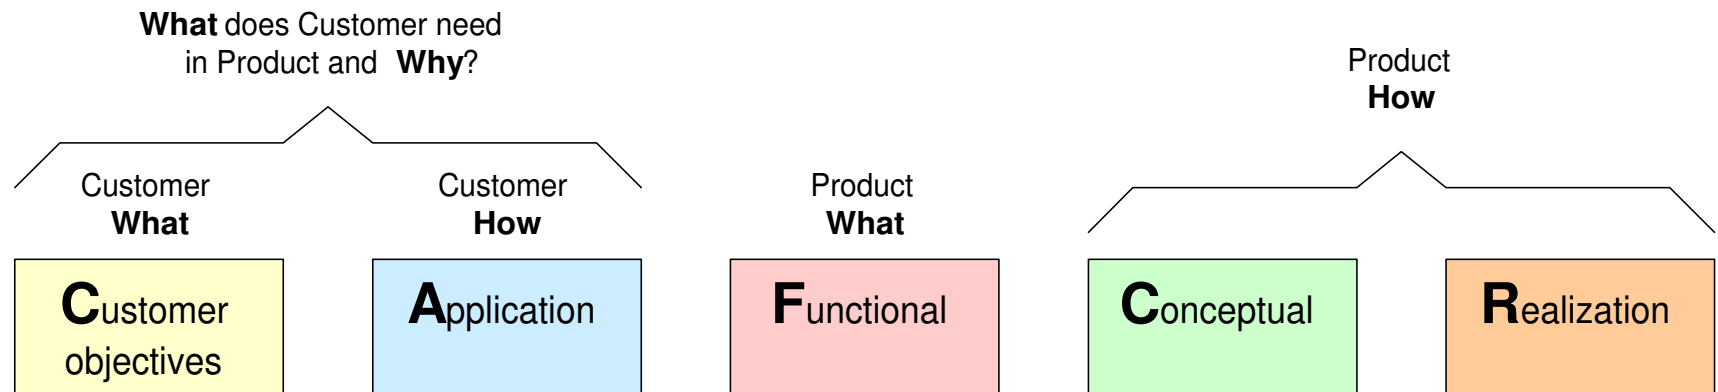 What does Customer need
in Product and Why?
Product
How
Customer
What
Customer
How
Product
What
Customer
objectives
Application
Functional
Conceptual
Realization